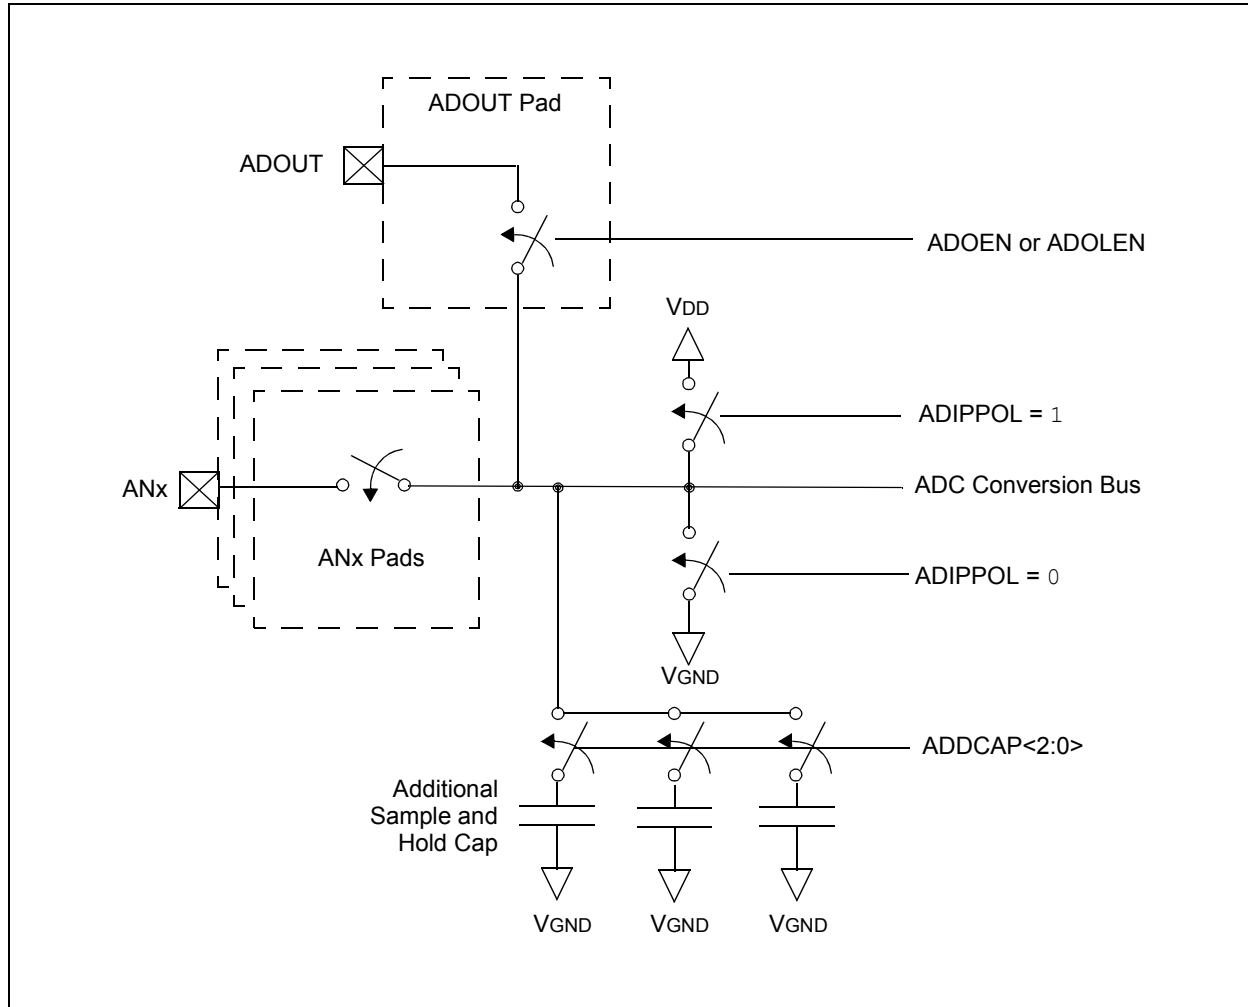 ADOUT Pad
ADOUT
ADOEN or ADOLEN
VDD
ADIPPOL = 1
ANx
ADC Conversion Bus
ANx Pads
ADIPPOL = 0
VGND
ADDCAP<2:0>
Additional
Sample and
Hold Cap
VGND
VGND
VGND